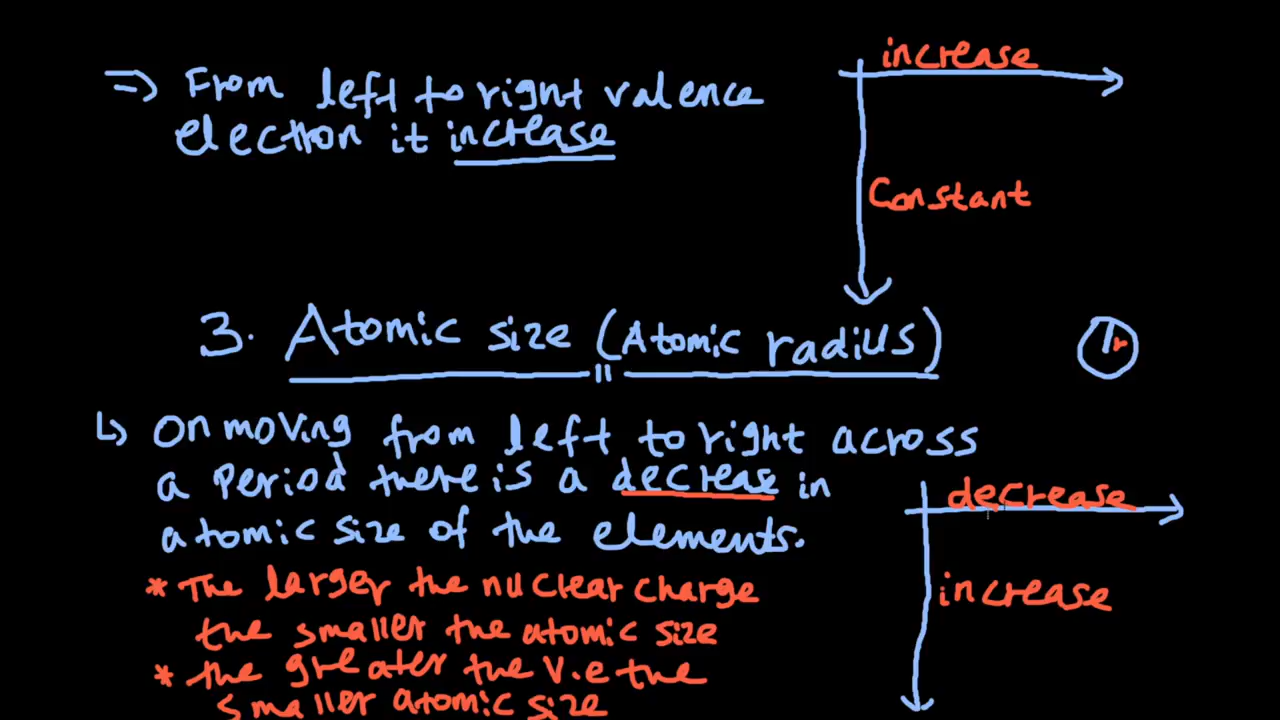 increase
=> From left to right valence
electron it increase
Constant
3. Atomic size (Atomic radius)
r
↳ On moving from left to right across
a period there is a decreas in
decrease
atomic size of the elements.
increase
* The larger the nuclear charge
the smaller the atomic size
* the greater the v.e the
smaller atomic size